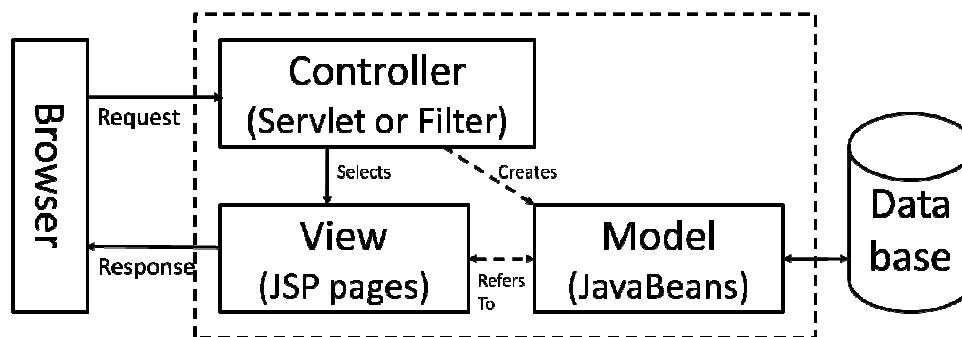 Browser
Request
Response
Controller
(Servlet or Filter)
Selects
Creates
View
(JSP pages)
Refers
To
Model
(JavaBeans)
Data
base